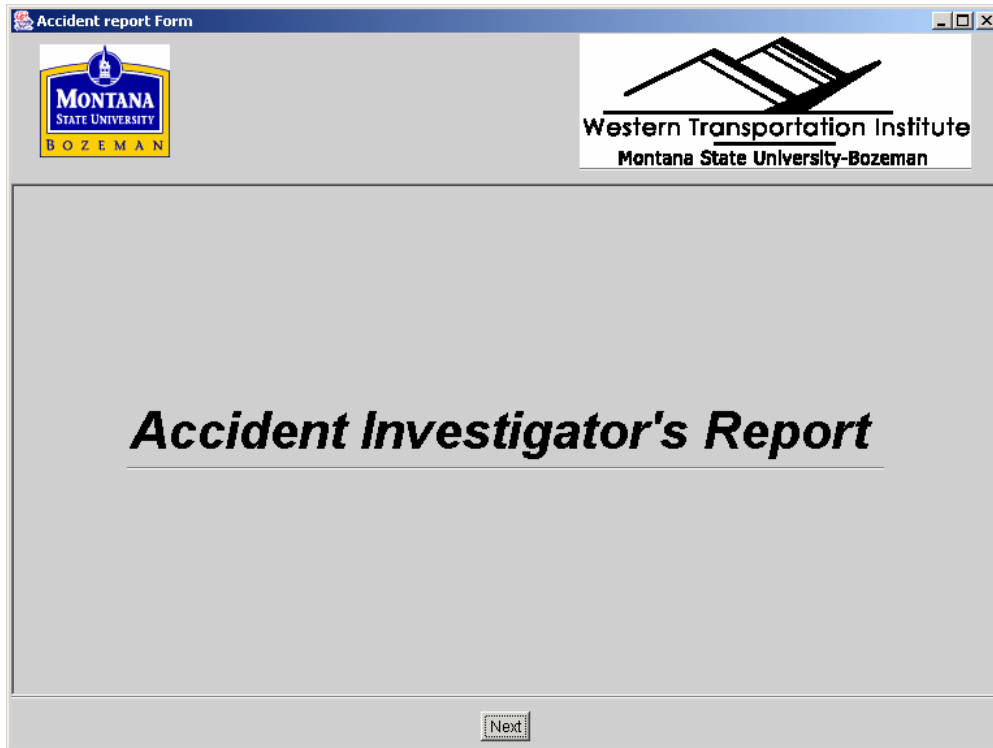 Accident report Form
MONTANA
STATE UNIVERSITY
BOZEMAN
Western Transportation Institute
Montana State University-Bozeman
Accident Investigator's Report
Next